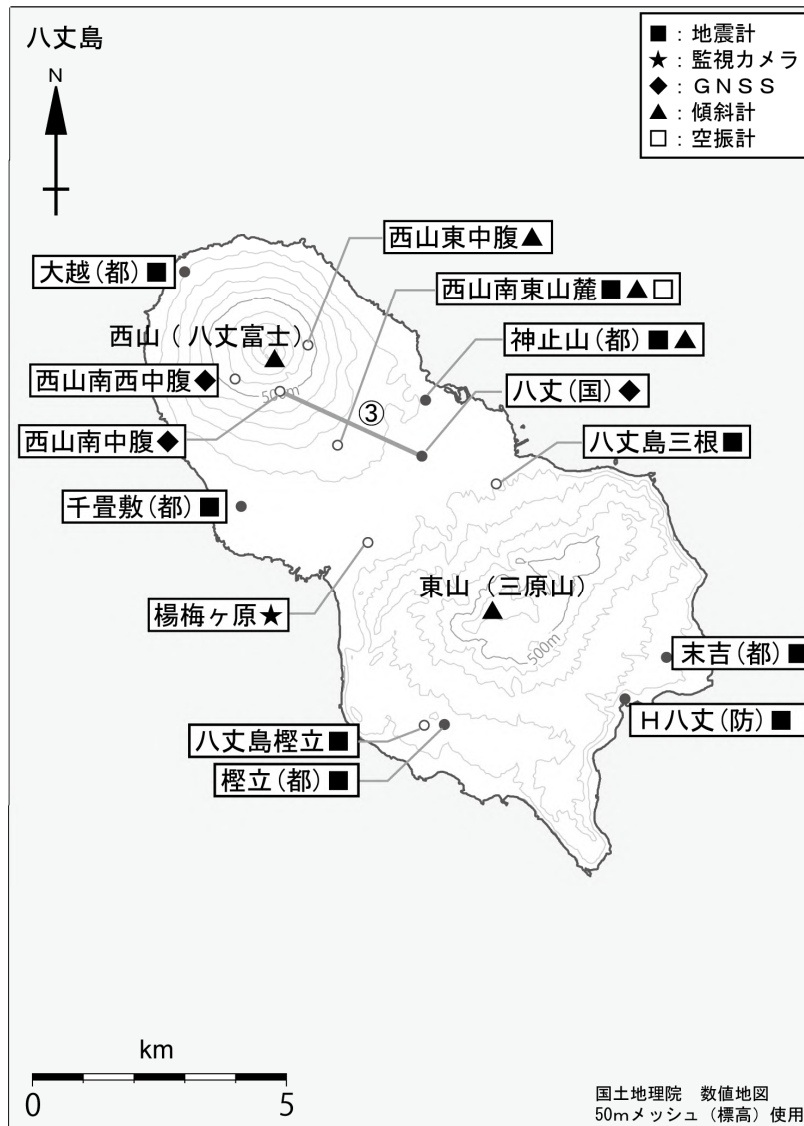 八丈島
N
■：地震計
★：監視カメラ
◆：ＧＮＳＳ
▲：傾斜計
□：空振計
西山東中腹▲
大越(都)■
西山南東山麓■▲□
西山（八丈富士）
神止山(都)■▲
西山南西中腹◆
500m
③
八丈(国)◆
西山南中腹◆
八丈島三根■
千畳敷(都)■
東山（三原山）
楊梅ヶ原★
500m
末吉(都)■
Ｈ八丈(防)■
八丈島樫立■
樫立(都)■
km
0 5
国土地理院　数値地図
50mメッシュ（標高）使用